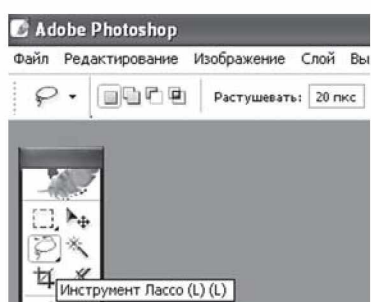 Adobe Photoshop
Файл Редактирование Изображение Слой Вы
Растушевать: 20 пкс
Инструмент Лассо (L) (L)